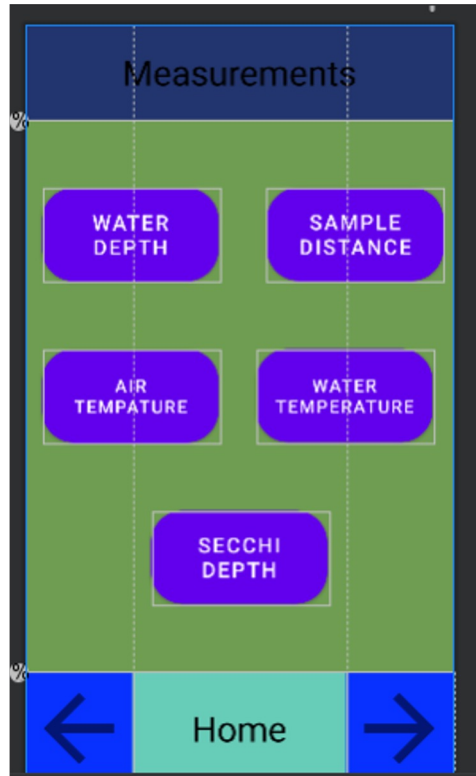 Measurements
%
WATER
DEPTH
SAMPLE
DISTANCE
AIR
TEMPATURE
WATER
TEMPERATURE
SECCHI
DEPTH
%
Home